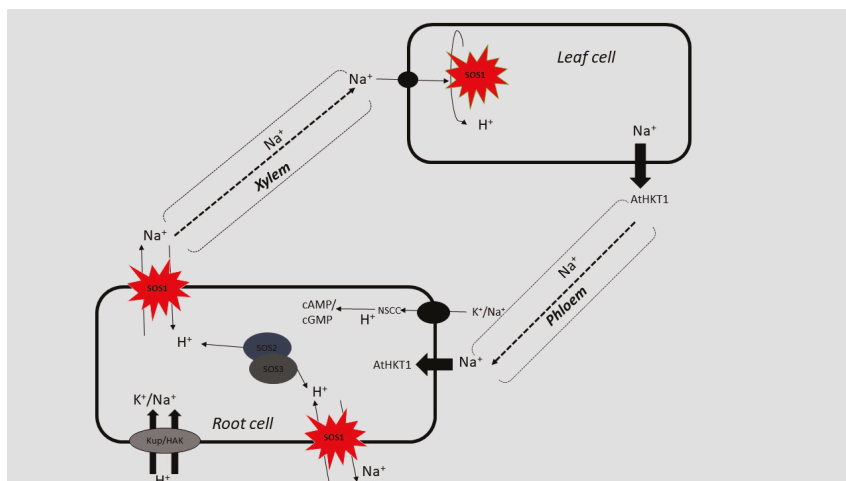 Leaf cell
SOS1
Na⁺
H⁺
Na⁺
Xylem
Na⁺
AtHKT1
Na⁺
SOS1
Na⁺
Phloem
cAMP/
cGMP
H⁺
NSCC
K⁺/Na⁺
H⁺
SOS2
SOS3
AtHKT1
Na⁺
H⁺
K⁺/Na⁺
Root cell
Kup/HAK
SOS1
H⁺
Na⁺